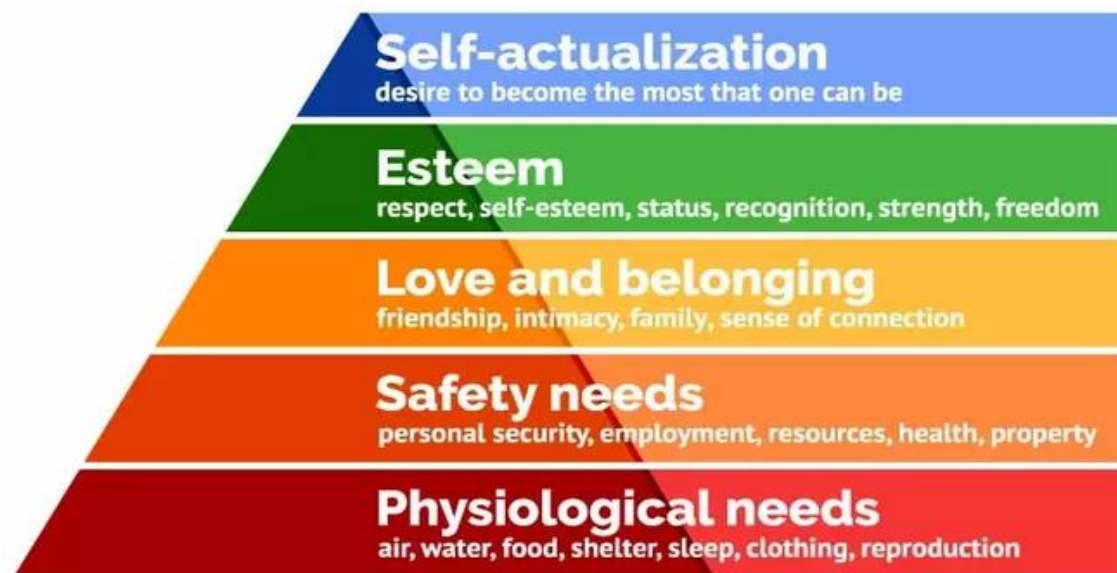 Self-actualization
desire to become the most that one can be
Esteem
respect, self-esteem, status, recognition, strength, freedom
Love and belonging
friendship, intimacy, family, sense of connection
Safety needs
personal security, employment, resources, health, property
Physiological needs
air, water, food, shelter, sleep, clothing, reproduction